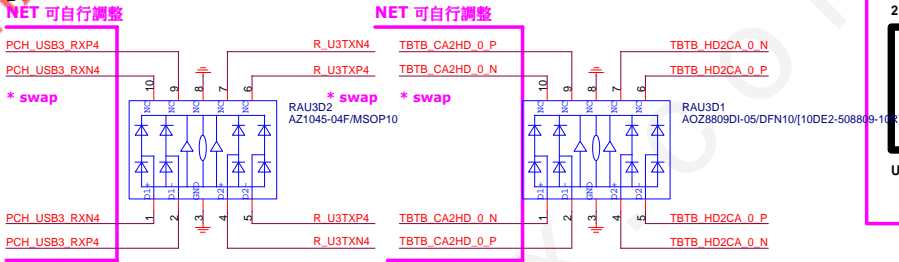 NET 可自行調整
NET 可自行調整
2
PCH_USB3_RXP4
R_U3TXN4
TBTB_CA2HD_0_P
TBTB_HD2CA_0_N
PCH_USB3_RXN4
R_U3TXP4
TBTB_CA2HD_0_N
TBTB_HD2CA_0_P
* swap
* swap
* swap
10 9 8 7 6
10 9 8 7 6
NC NC NC NC
NC NC NC NC
RAU3D2
AZ1045-04F/MSOP10
RAU3D1
AOZ8809DI-05/DFN10/[10DE2-508809-10R
U
D1+ D1- GND D2+ D2-
D1+ D1- GND D2+ D2-
1 2 3 4 5
1 2 3 4 5
PCH_USB3_RXN4
R_U3TXP4
TBTB_CA2HD_0_N
TBTB_HD2CA_0_P
PCH_USB3_RXP4
R_U3TXN4
TBTB_CA2HD_0_P
TBTB_HD2CA_0_N